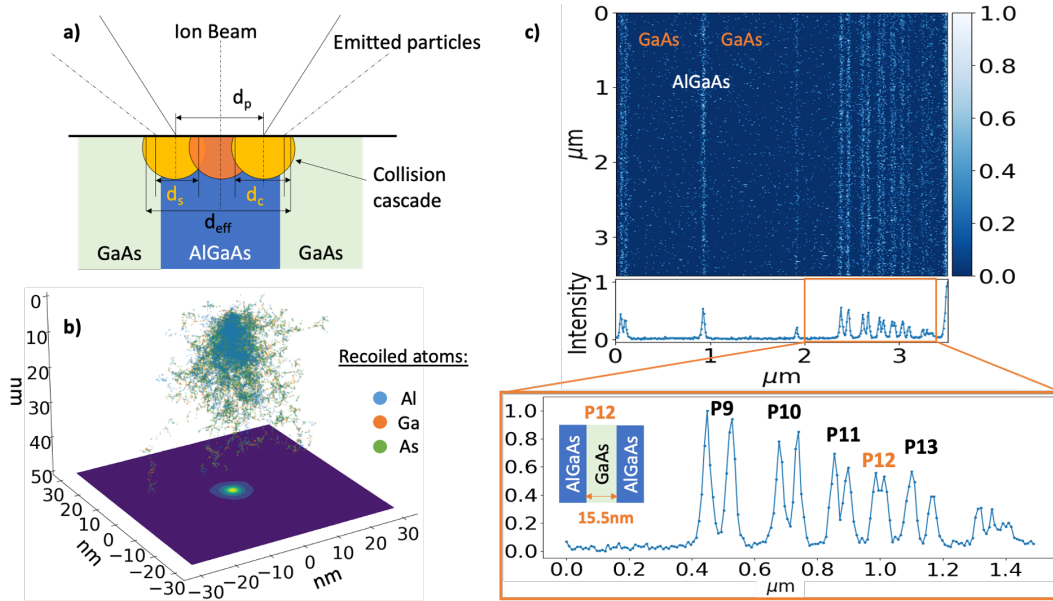 a)
Ion Beam
Emitted particles
dp
Collision
cascade
ds
dc
deff
GaAs
AlGaAs
GaAs
b)
0
10
20
30
40
50
nm
Recoiled atoms:
Al
Ga
As
30
20
10
0
−10
−20
−30
nm
−30
−20
−10
0
10
20
30
nm
c)
0
1
2
3
μm
GaAs
GaAs
AlGaAs
1.0
0.8
0.6
0.4
0.2
0.0
Intensity
1
0
0
1
2
3
μm
1.0
0.8
0.6
0.4
0.2
0.0
P9
P10
P11
P12
P13
P12
AlGaAs
GaAs
AlGaAs
15.5nm
0.0
0.2
0.4
0.6
0.8
1.0
1.2
1.4
μm